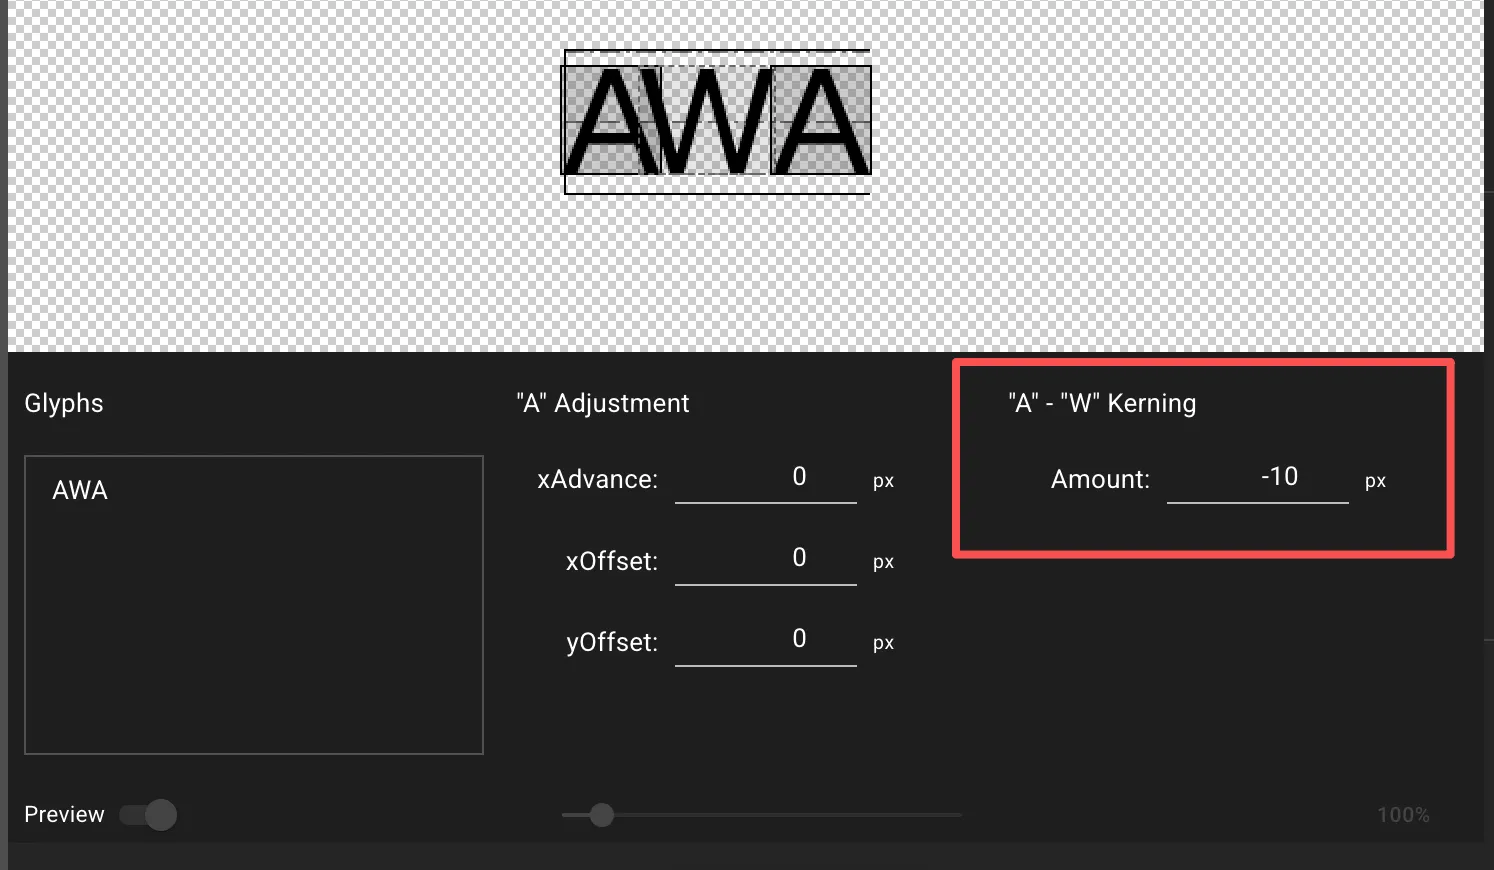 AWA
Glyphs
"A" Adjustment
"A" - "W" Kerning
AWA
xAdvance: 0 px
Amount: -10 px
xOffset: 0 px
yOffset: 0 px
Preview
100%